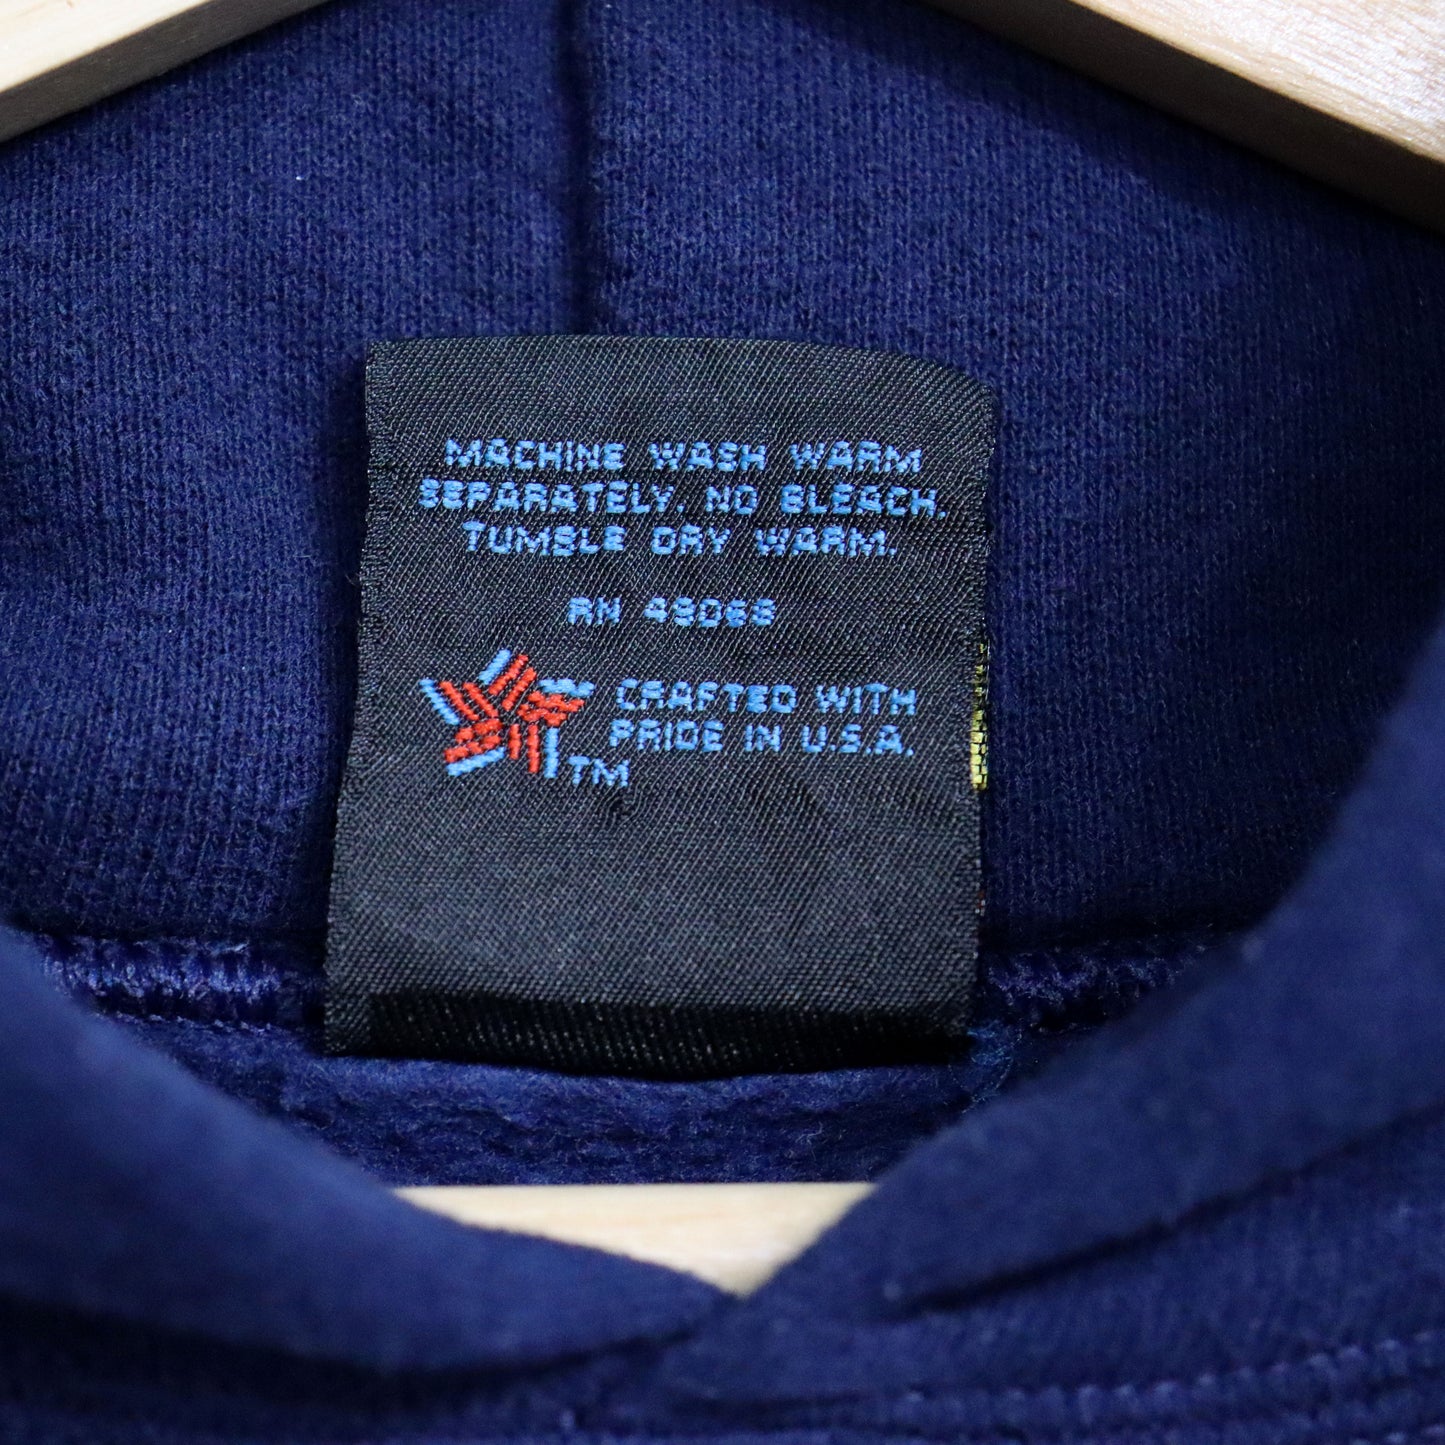 MACHINE WASH WARM
SEPARATELY. NO BLEACH.
TUMBLE DRY WARM.
RN 49068
CRAFTED WITH
PRIDE IN U.S.A.
TM